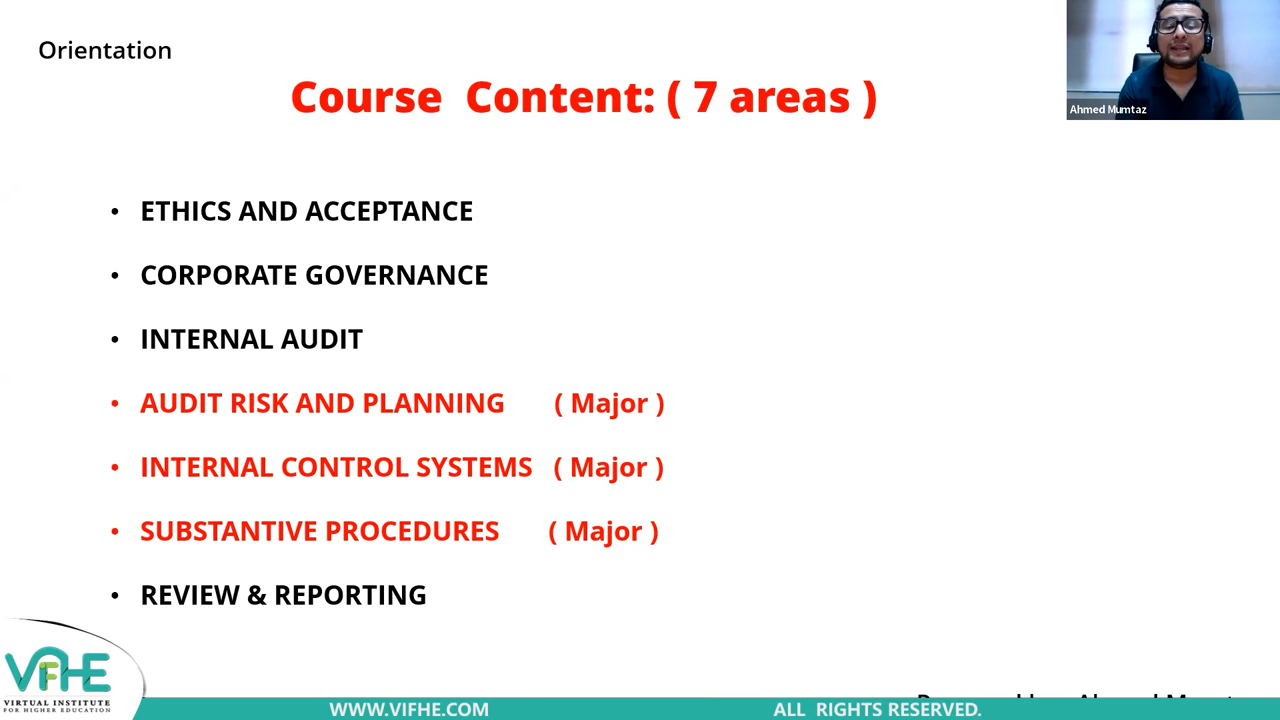 Orientation
Course Content: ( 7 areas )
Ahmed Mumtaz
• ETHICS AND ACCEPTANCE
• CORPORATE GOVERNANCE
• INTERNAL AUDIT
• AUDIT RISK AND PLANNING ( Major )
• INTERNAL CONTROL SYSTEMS ( Major )
• SUBSTANTIVE PROCEDURES ( Major )
• REVIEW & REPORTING
VIFHE
VIRTUAL INSTITUTE
FOR HIGHER EDUCATION
WWW.VIFHE.COM ALL RIGHTS RESERVED.